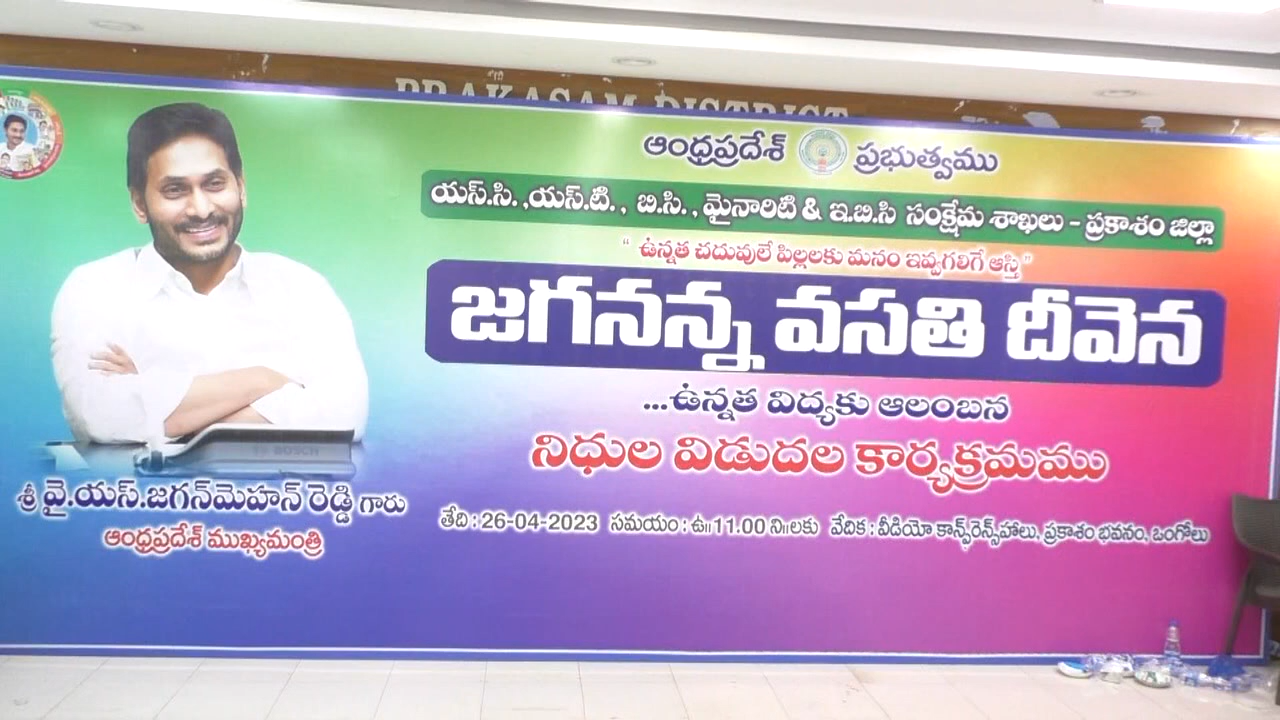 PRAKASAM DISTRICT
ఆంధ్రప్రదేశ్ ప్రభుత్వము
యస్.సి.,యస్.టి., బి.సి., మైనారిటి & ఇ.బి.సి సంక్షేమ శాఖలు - ప్రకాశం జిల్లా
“ ఉన్నత చదువులే పిల్లలకు మనం ఇవ్వగలిగే ఆస్తి ”
జగనన్న వసతి దీవెన
...ఉన్నత విద్యకు ఆలంబన
నిధుల విడుదల కార్యక్రమము
తేది : 26-04-2023 సమయం : ఉ॥11.00 ని॥లకు వేదిక : వీడియో కాన్ఫరెన్స్‌హాలు, ప్రకాశం భవనం, ఒంగోలు
BOSCH
శ్రీ వై.యస్.జగన్‌మోహన్ రెడ్డి గారు
ఆంధ్రప్రదేశ్ ముఖ్యమంత్రి